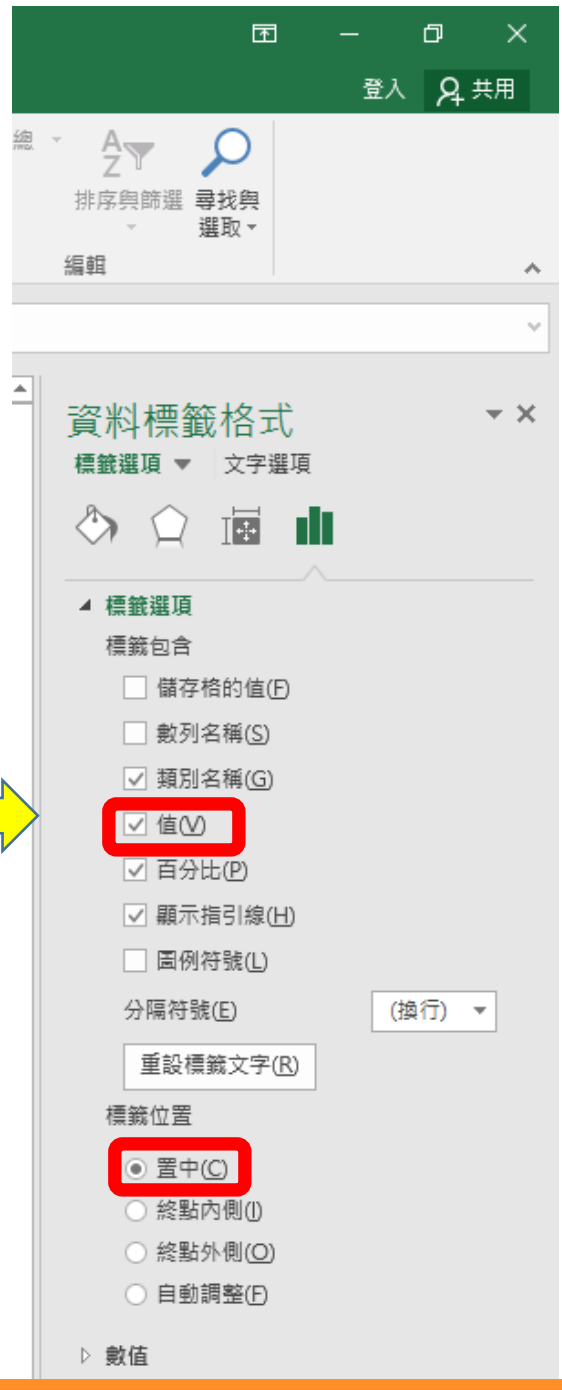 登入 共用
總
排序與篩選 尋找與
選取
編輯
資料標籤格式
標籤選項 文字選項
標籤選項
標籤包含
儲存格的值(F)
數列名稱(S)
類別名稱(G)
值(V)
百分比(P)
顯示指引線(H)
圖例符號(L)
分隔符號(E) (換行)
重設標籤文字(R)
標籤位置
置中(C)
終點內側(I)
終點外側(O)
自動調整(F)
數值